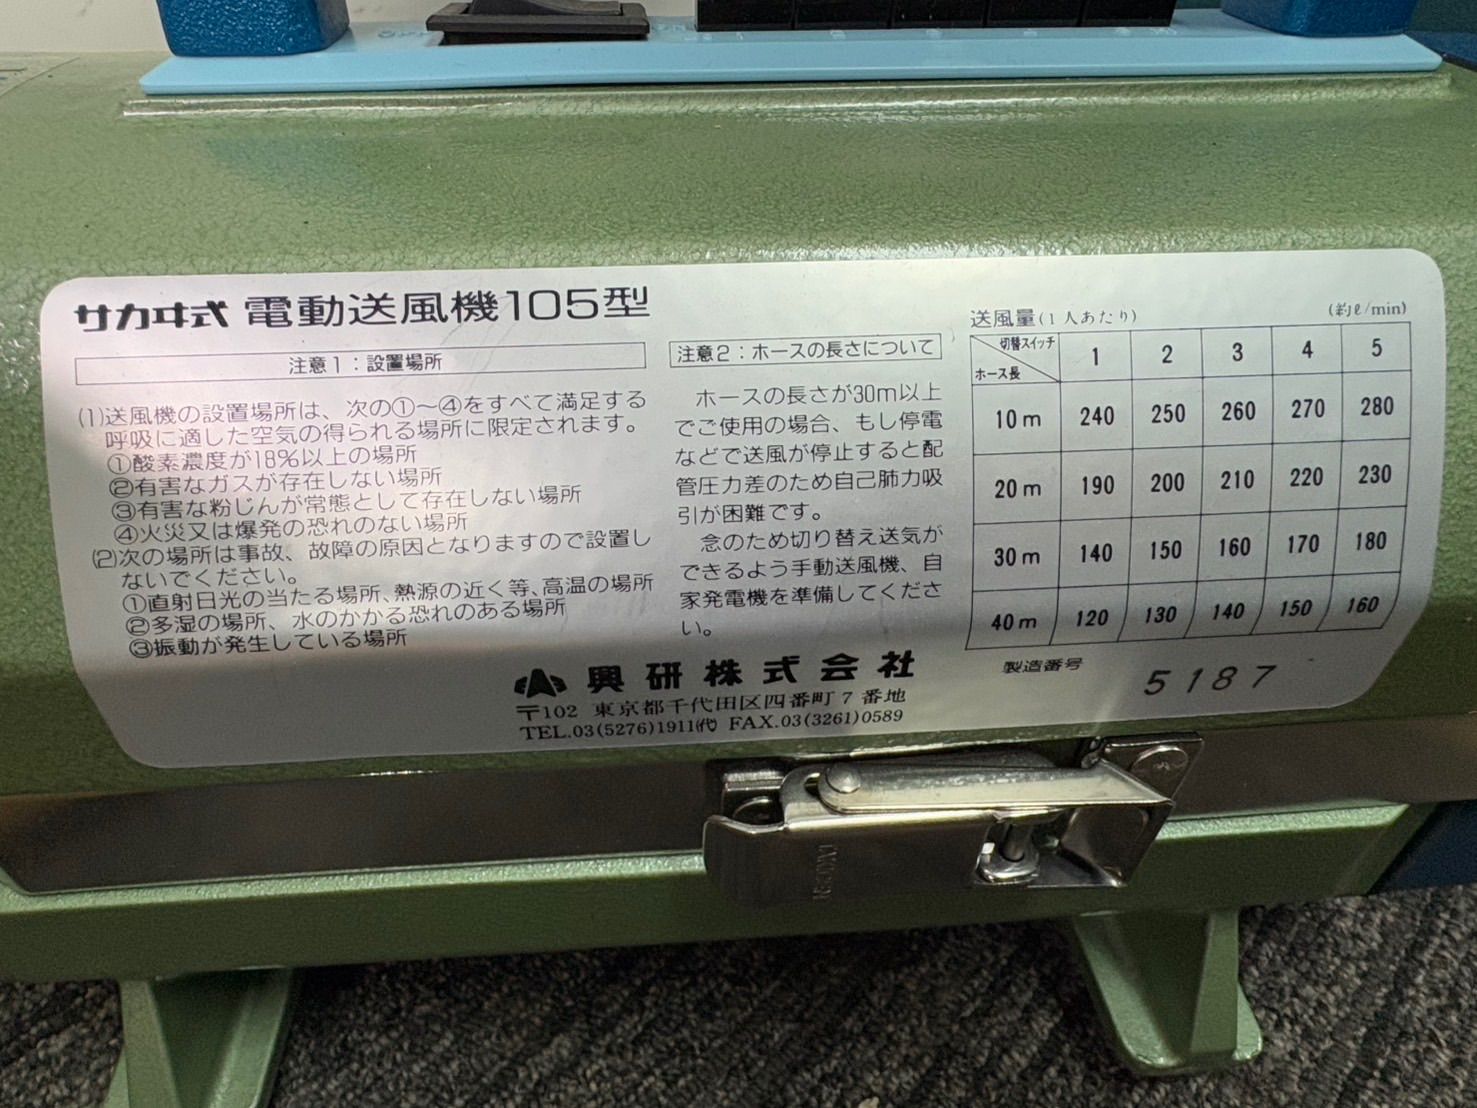 サカヰ式 電動送風機105型
注意1：設置場所
(1)送風機の設置場所は、次の①～④をすべて満足する
呼吸に適した空気の得られる場所に限定されます。
①酸素濃度が18％以上の場所
②有害なガスが存在しない場所
③有害な粉じんが常態として存在しない場所
④火災又は爆発の恐れのない場所
(2)次の場所は事故、故障の原因となりますので設置し
ないでください。
①直射日光の当たる場所、熱源の近く等、高温の場所
②多湿の場所、水のかかる恐れのある場所
③振動が発生している場所
注意2：ホースの長さについて
ホースの長さが30m以上
でご使用の場合、もし停電
などで送風が停止すると配
管圧力差のため自己肺力吸
引が困難です。
念のため切り替え送気が
できるよう手動送風機、自
家発電機を準備してくださ
い。
送風量(1人あたり) (約ℓ/min)
切替スイッチ
ホース長
1 2 3 4 5
10m 240 250 260 270 280
20m 190 200 210 220 230
30m 140 150 160 170 180
40m 120 130 140 150 160
興研株式会社
〒102 東京都千代田区四番町7番地
TEL.03(5276)1911(代) FAX.03(3261)0589
製造番号 5187